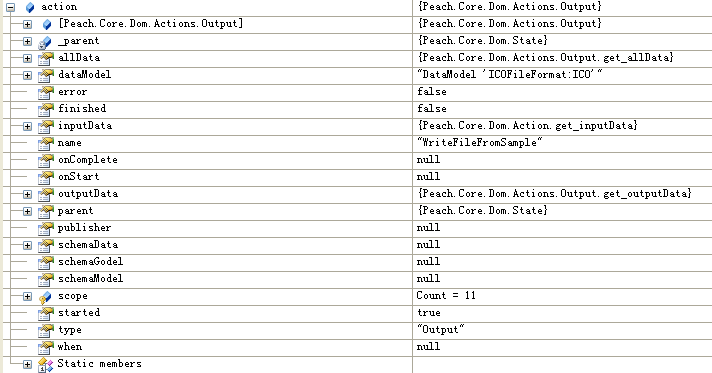 action {Peach.Core.Dom.Actions.Output}
[Peach.Core.Dom.Actions.Output] {Peach.Core.Dom.Actions.Output}
_parent {Peach.Core.Dom.State}
allData {Peach.Core.Dom.Actions.Output.get_allData}
dataModel "DataModel 'ICOFileFormat:ICO'"
error false
finished false
inputData {Peach.Core.Dom.Action.get_inputData}
name "WriteFileFromSample"
onComplete null
onStart null
outputData {Peach.Core.Dom.Actions.Output.get_outputData}
parent {Peach.Core.Dom.State}
publisher null
schemaData null
schemaGodel null
schemaModel null
scope Count = 11
started true
type "Output"
when null
Static members